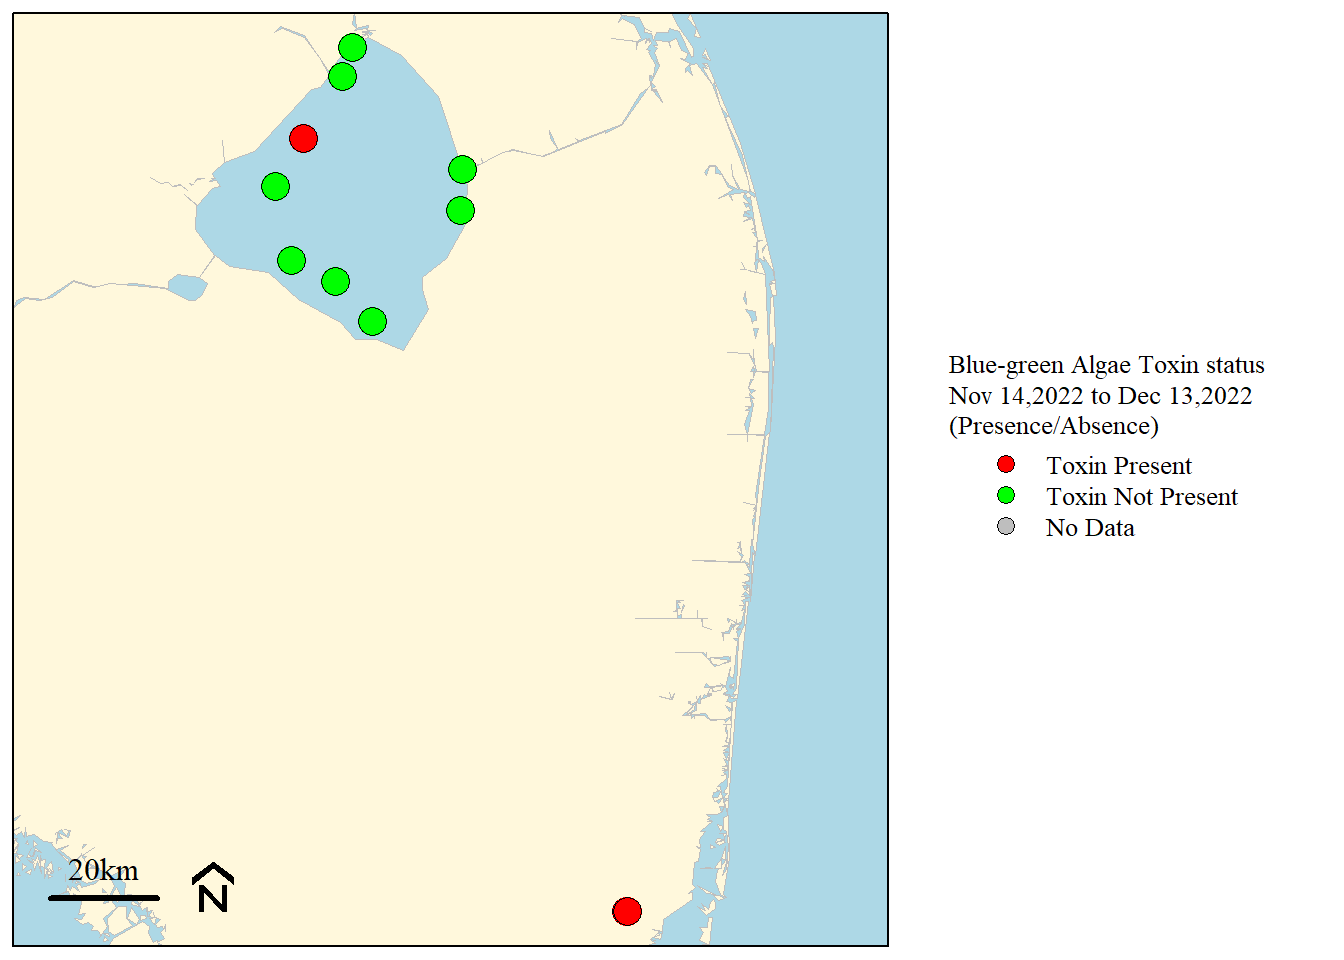 Blue-green Algae Toxin status
Nov 14,2022 to Dec 13,2022
(Presence/Absence)
Toxin Present
Toxin Not Present
No Data
20km
N